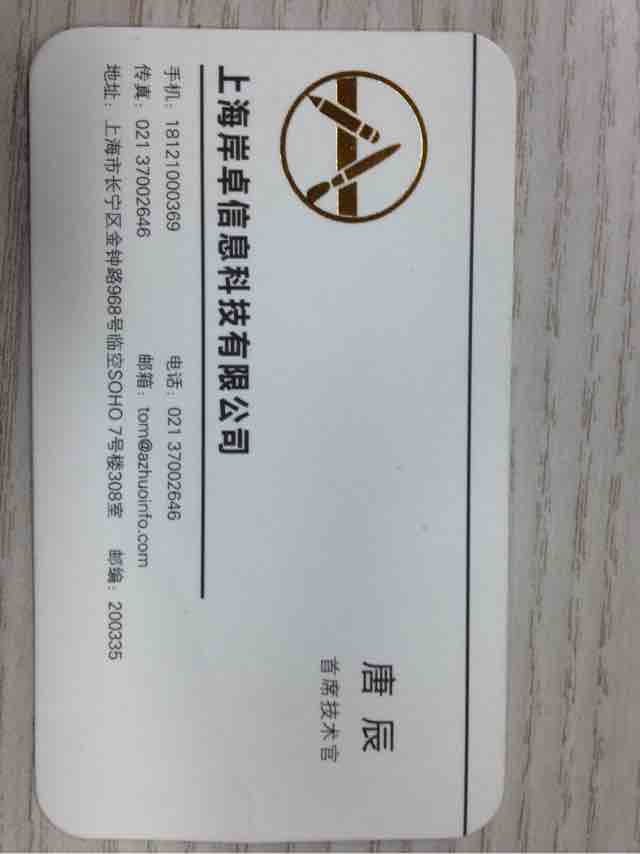 唐辰
首席技术官
上海岸卓信息科技有限公司
手机：18121000369 电话：021 37002646
传真：021 37002646 邮箱：tom@azhuoinfo.com
地址：上海市长宁区金钟路968号临空SOHO 7号楼308室 邮编：200335